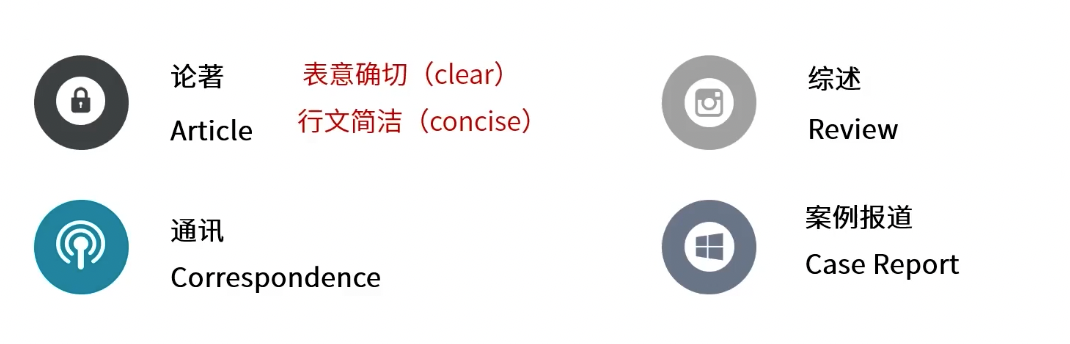 论著
表意确切（clear）
行文简洁（concise）
Article
综述
Review
通讯
Correspondence
案例报道
Case Report